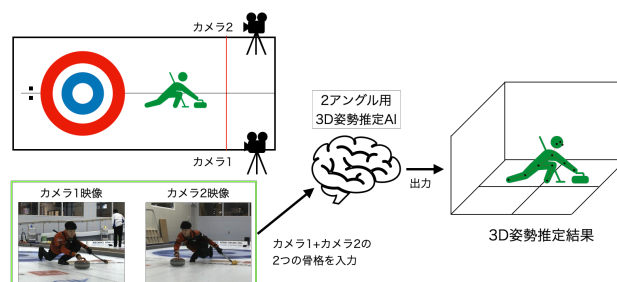 カメラ2
カメラ1
2アングル用
3D姿勢推定AI
カメラ1映像
カメラ2映像
カメラ1+カメラ2の
2つの骨格を入力
出力
3D姿勢推定結果